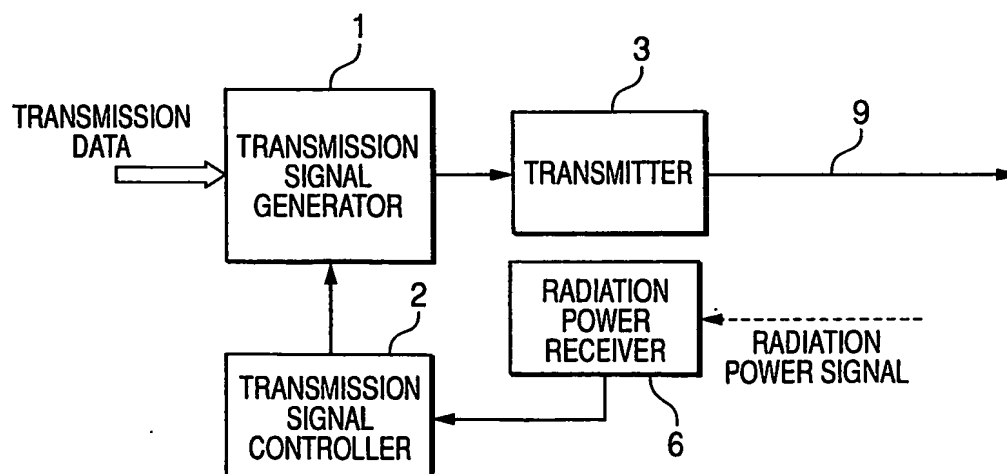 1
3
9
TRANSMISSION
DATA
TRANSMISSION
SIGNAL
GENERATOR
TRANSMITTER
2
RADIATION
POWER
RECEIVER
RADIATION
POWER SIGNAL
TRANSMISSION
SIGNAL
CONTROLLER
6